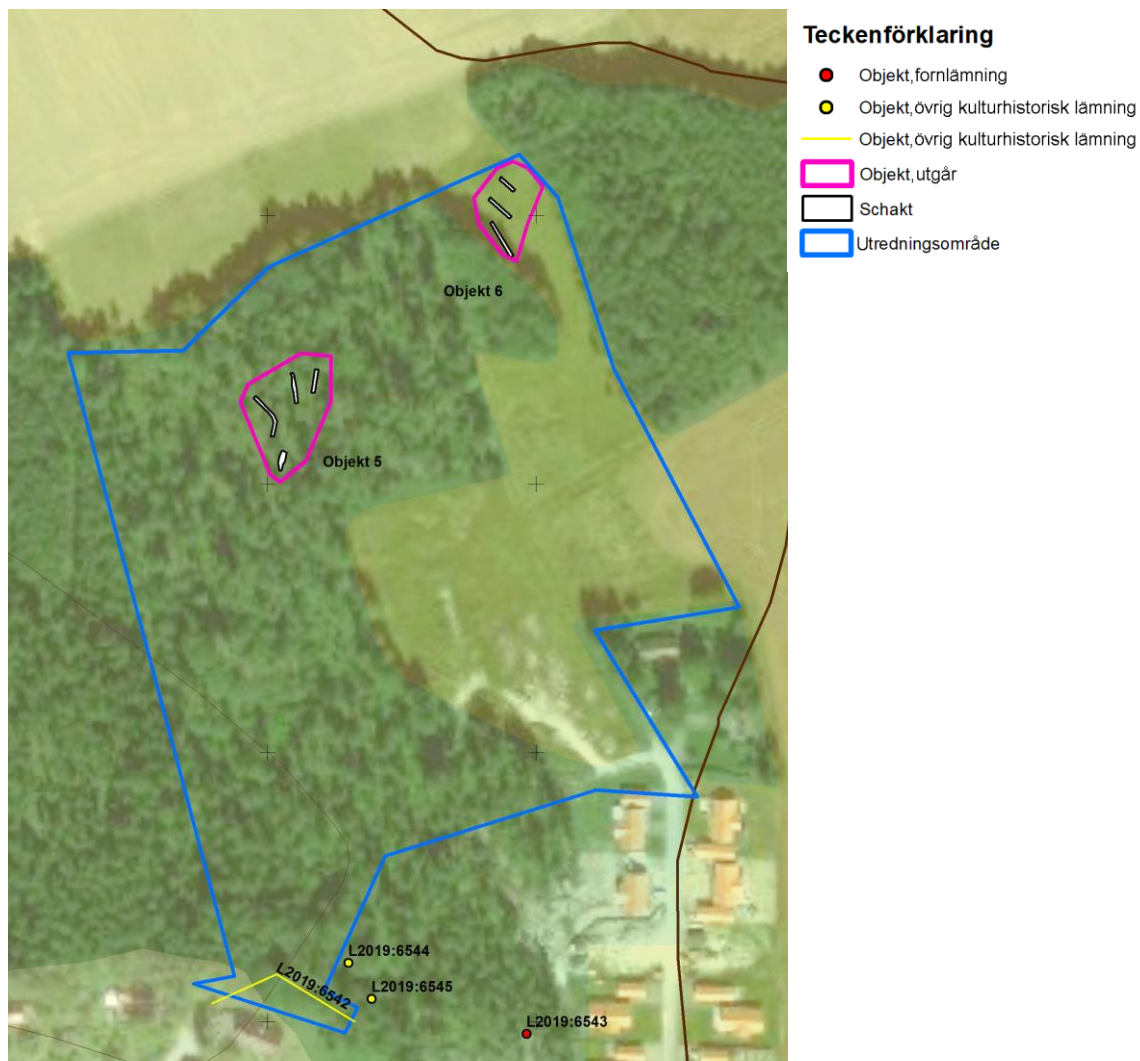 Teckenförklaring
Objekt,fornlämning
Objekt,övrig kulturhistorisk lämning
Objekt,övrig kulturhistorisk lämning
Objekt,utgår
Schakt
Utredningsområde
Objekt 6
Objekt 5
L2019:6544
L2019:6542
L2019:6545
L2019:6543